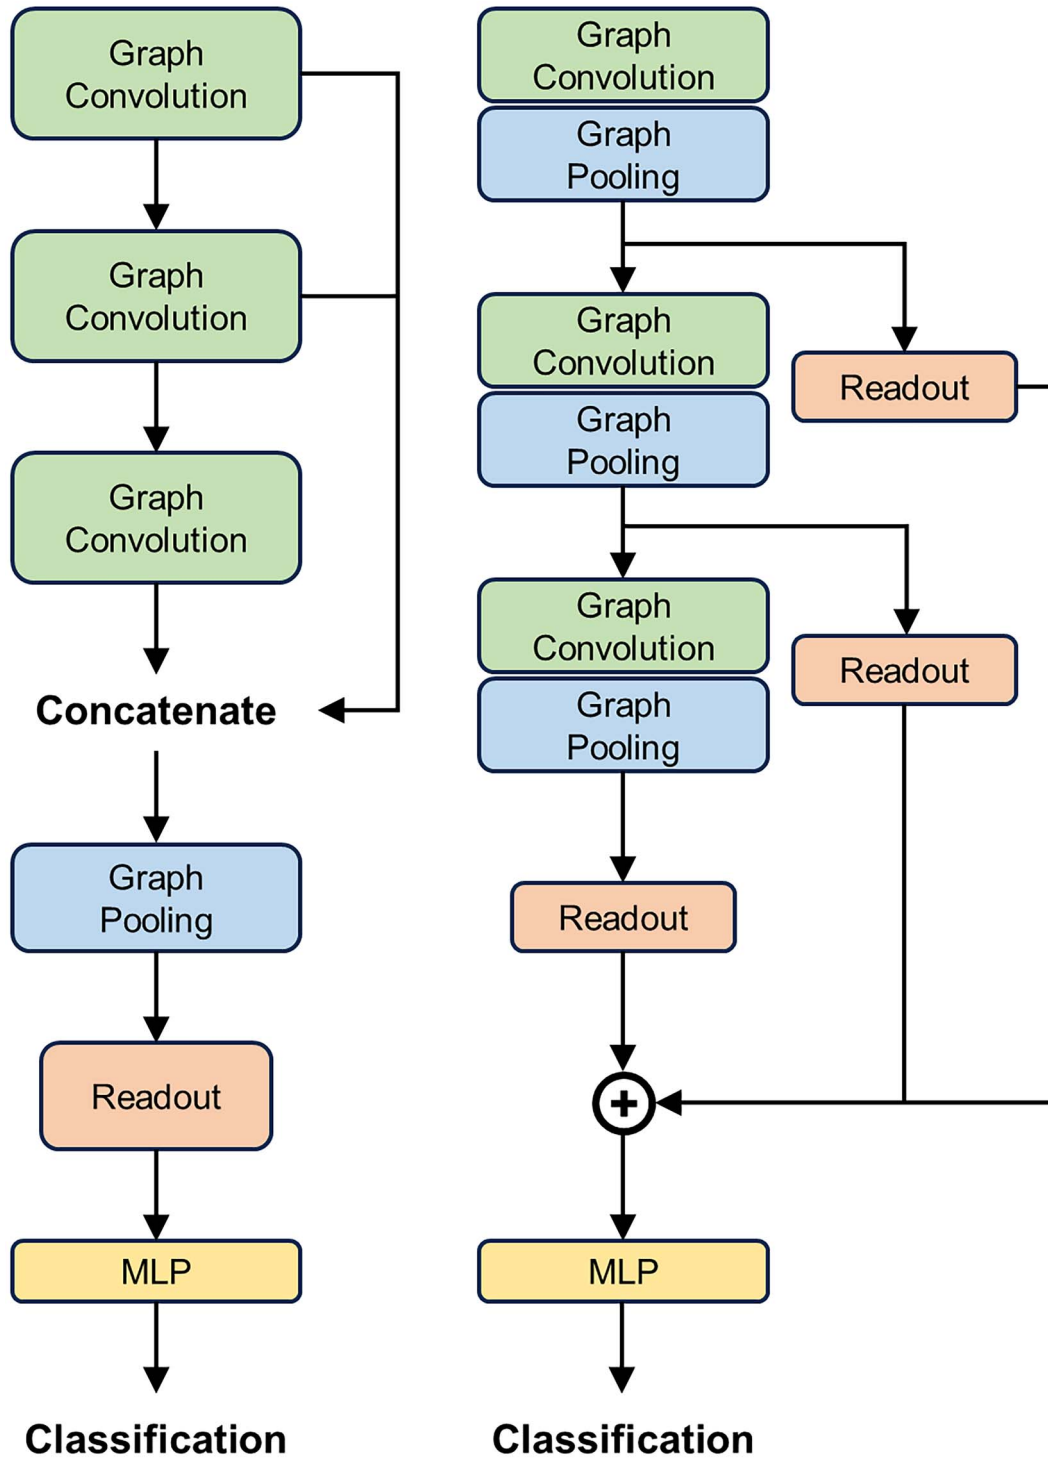 Graph
Convolution
Graph
Convolution
Graph
Convolution
Concatenate
Graph
Pooling
Readout
MLP
Classification
Graph
Convolution
Graph
Pooling
Graph
Convolution
Readout
Graph
Pooling
Graph
Convolution
Readout
Graph
Pooling
Readout
+
MLP
Classification